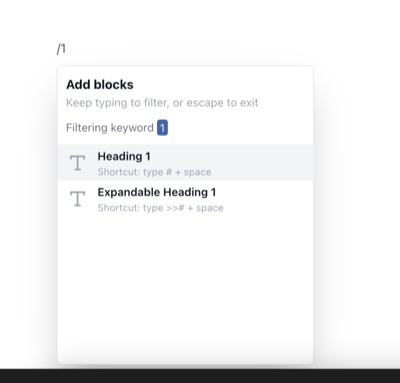 /1
Add blocks
Keep typing to filter, or escape to exit
Filtering keyword 1
Heading 1
Shortcut: type # + space
Expandable Heading 1
Shortcut: type >># + space